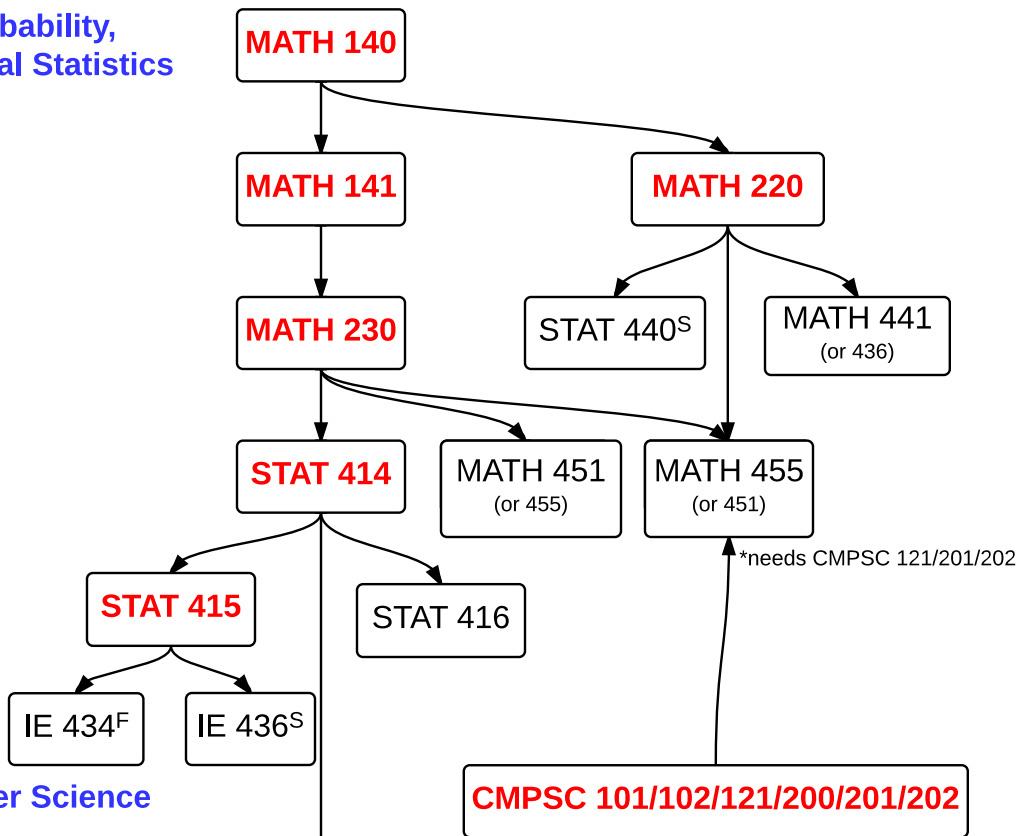 bability,
al Statistics
MATH 140
MATH 141
MATH 220
MATH 230
STAT 440S
MATH 441
(or 436)
STAT 414
MATH 451
(or 455)
MATH 455
(or 451)
*needs CMPSC 121/201/202
STAT 415
STAT 416
IE 434F
IE 436S
er Science
CMPSC 101/102/121/200/201/202